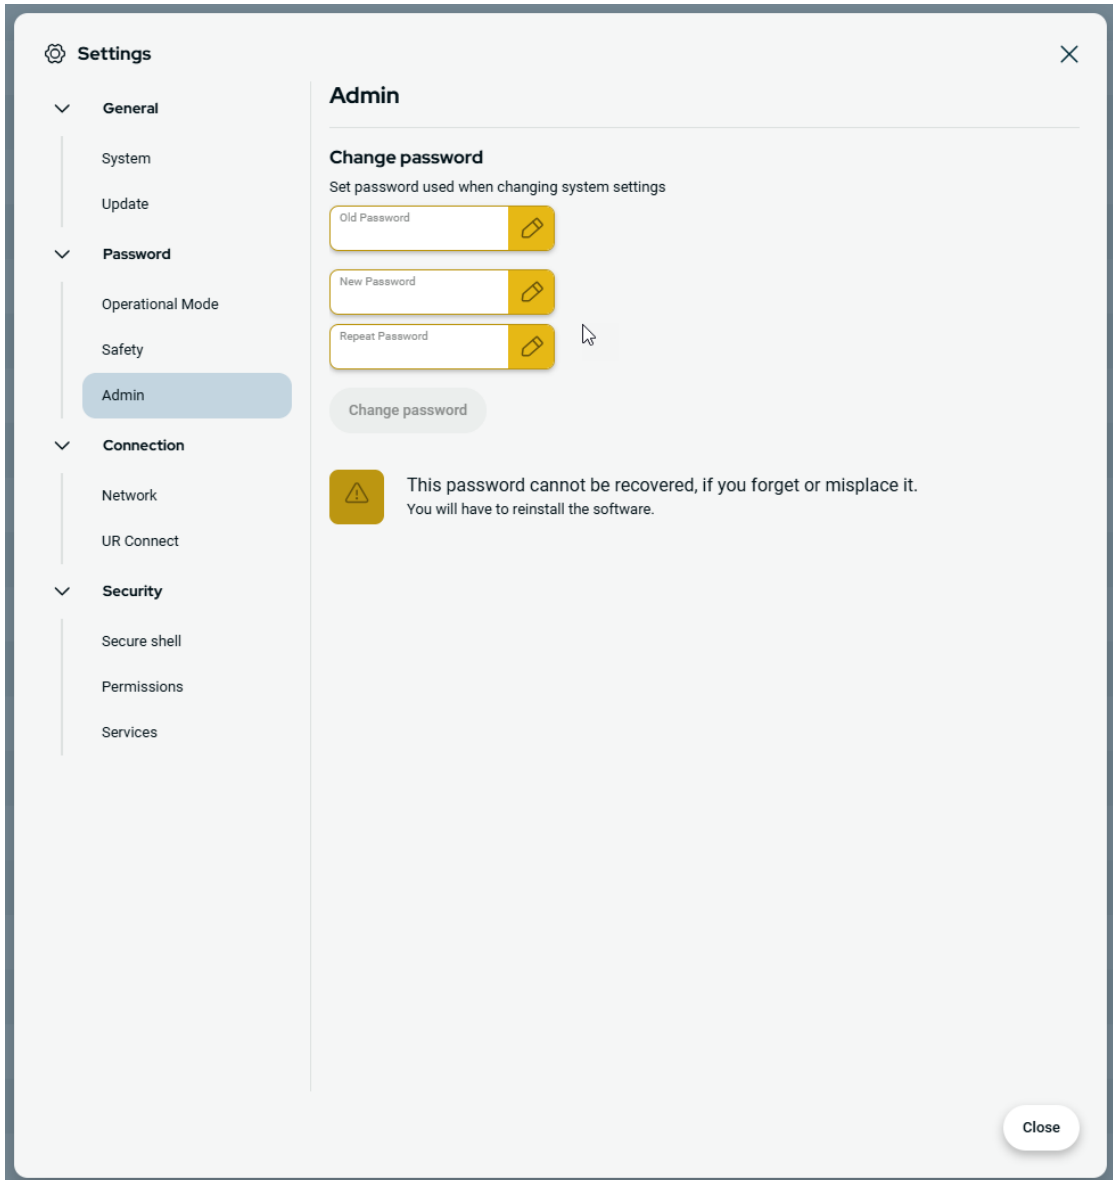 Settings
General
System
Update
Password
Operational Mode
Safety
Admin
Connection
Network
UR Connect
Security
Secure shell
Permissions
Services
Admin
Change password
Set password used when changing system settings
Old Password
New Password
Repeat Password
Change password
This password cannot be recovered, if you forget or misplace it.
You will have to reinstall the software.
Close